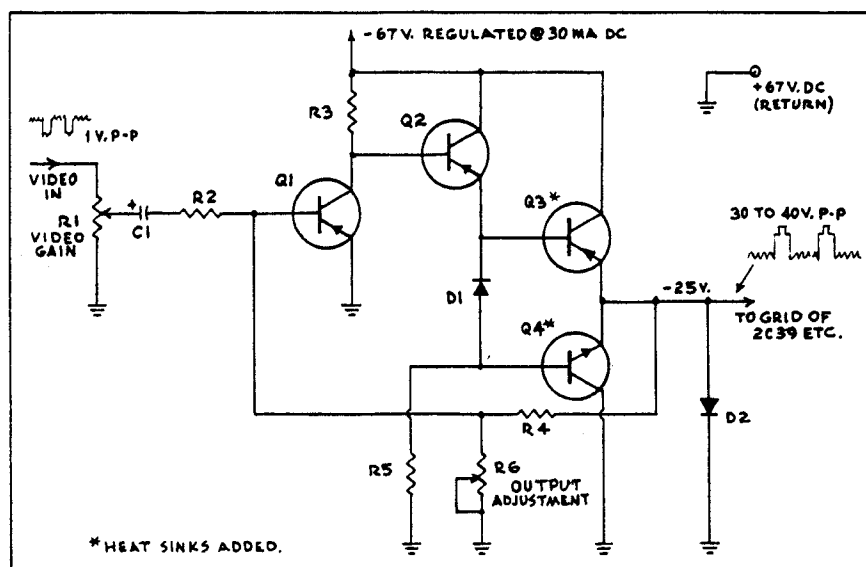 -67V. REGULATED @ 30 MA DC
+67V. DC
(RETURN)
R3
Q2
1 V. P-P
VIDEO
IN
Q1
R2
+
C1
R1
VIDEO
GAIN
Q3*
30 TO 40V. P-P
D1
-25V.
Q4*
TO GRID OF
2C39 ETC.
R4
D2
R5
R6
OUTPUT
ADJUSTMENT
*HEAT SINKS ADDED.